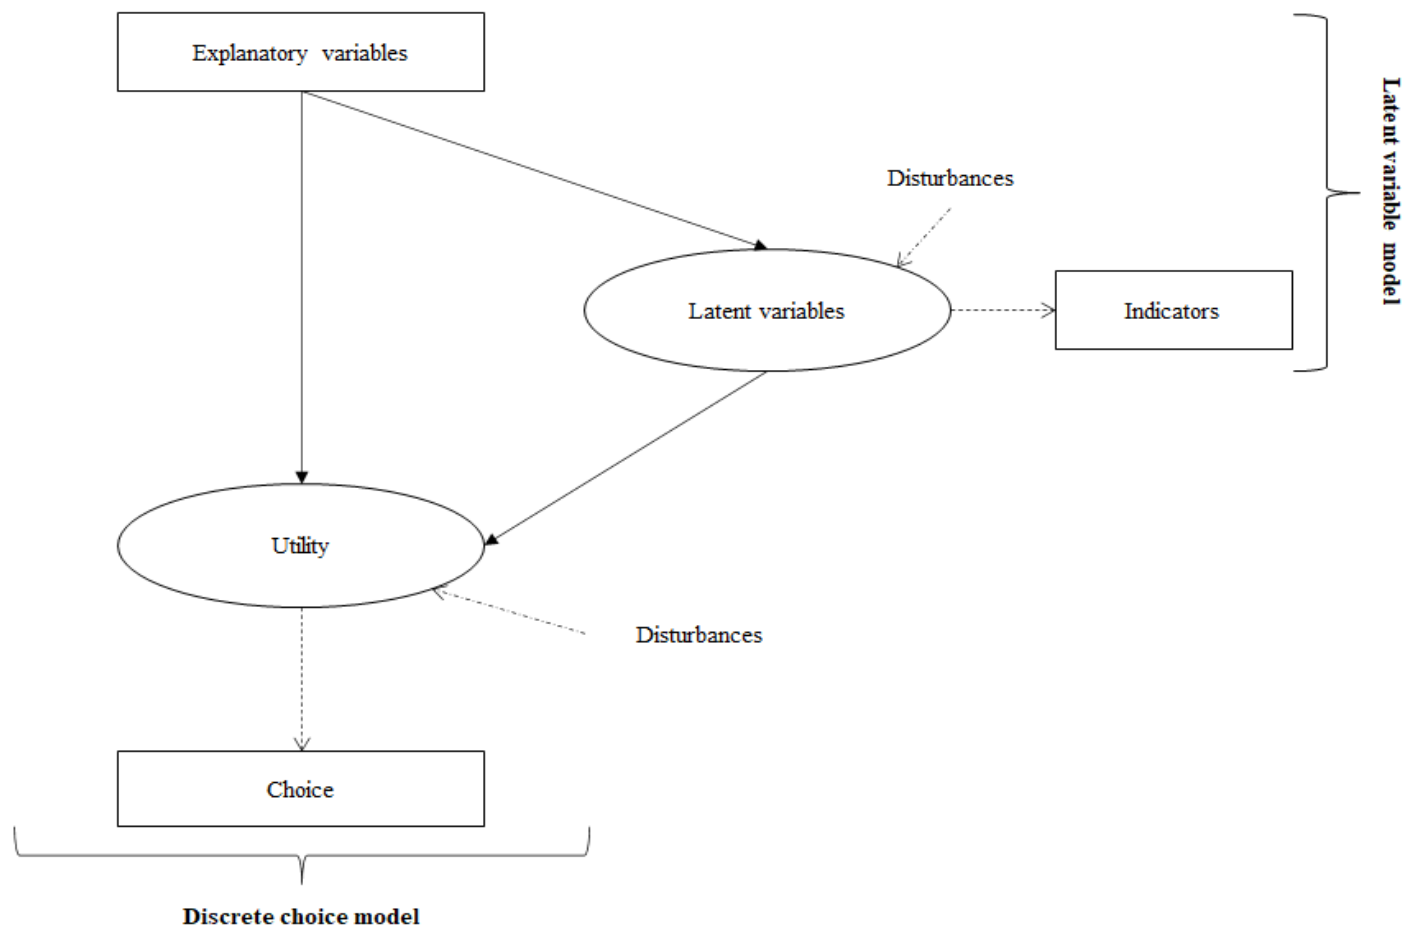 Explanatory variables
Latent variable model
Disturbances
Latent variables
Indicators
Utility
Disturbances
Choice
Discrete choice model